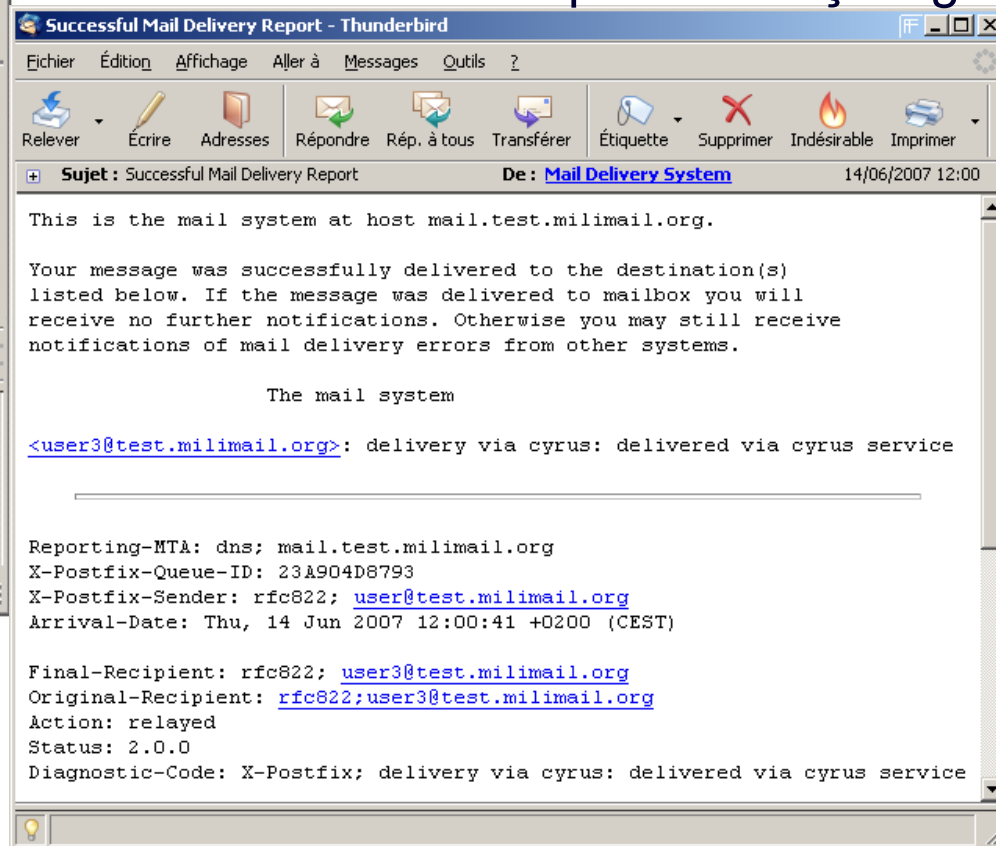 Successful Mail Delivery Report - Thunderbird
Fichier Édition Affichage Aller à Messages Outils ?
Relever Écrire Adresses Répondre Rép. à tous Transférer Étiquette Supprimer Indésirable Imprimer
Sujet : Successful Mail Delivery Report De : Mail Delivery System 14/06/2007 12:00
This is the mail system at host mail.test.milimail.org.
Your message was successfully delivered to the destination(s)
listed below. If the message was delivered to mailbox you will
receive no further notifications. Otherwise you may still receive
notifications of mail delivery errors from other systems.
The mail system
<user3@test.milimail.org>: delivery via cyrus: delivered via cyrus service
Reporting-MTA: dns; mail.test.milimail.org
X-Postfix-Queue-ID: 23A904D8793
X-Postfix-Sender: rfc822; user@test.milimail.org
Arrival-Date: Thu, 14 Jun 2007 12:00:41 +0200 (CEST)
Final-Recipient: rfc822; user3@test.milimail.org
Original-Recipient: rfc822;user3@test.milimail.org
Action: relayed
Status: 2.0.0
Diagnostic-Code: X-Postfix; delivery via cyrus: delivered via cyrus service